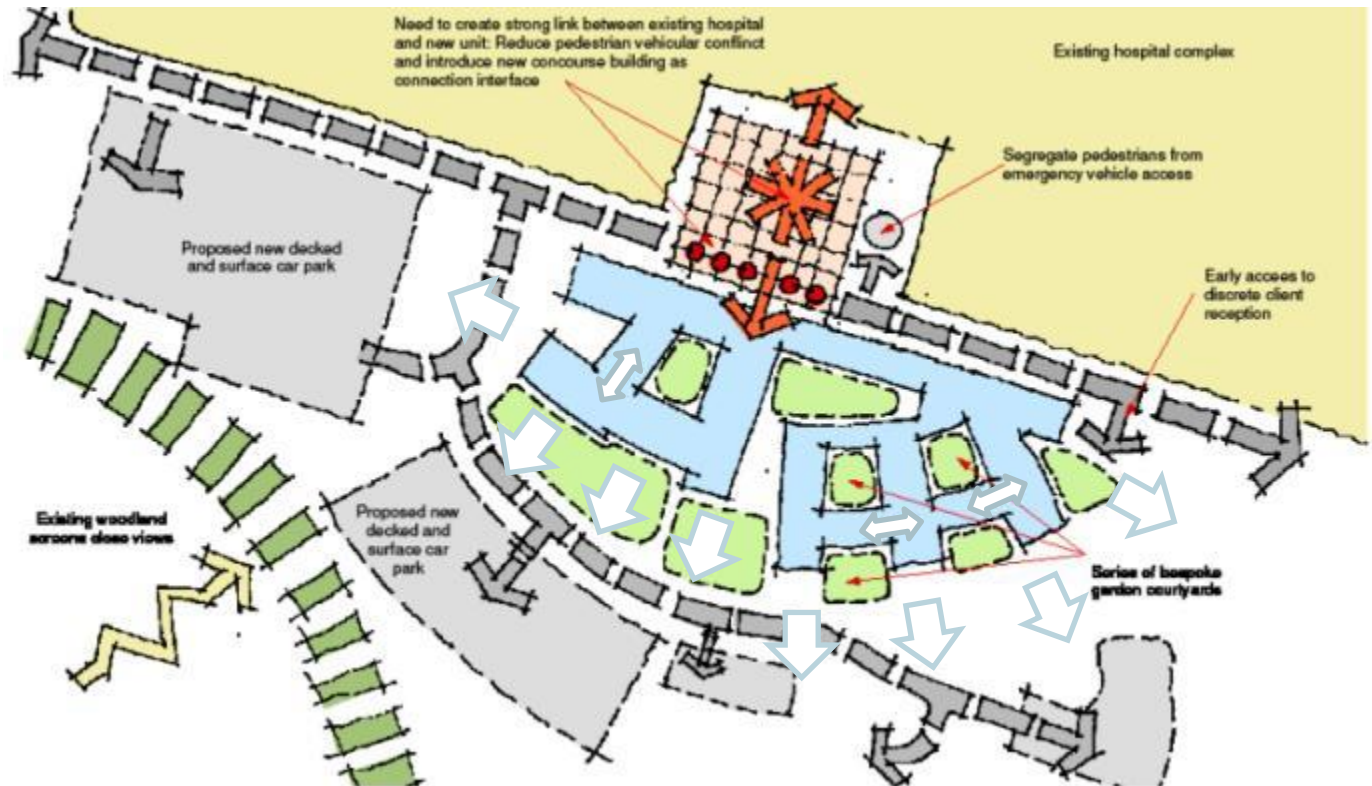 Need to create strong link between existing hospital
and new unit: Reduce pedestrian vehicular conflinct
and introduce new concourse building as
connection interface
Existing hospital complex
Segregate pedestrians from
emergency vehicle access
Proposed new decked
and surface car park
Early accees to
discrete client
reception
Existing woodland
screens close views
Proposed new
decked and
surface car
park
Series of bespoke
garden courtyards